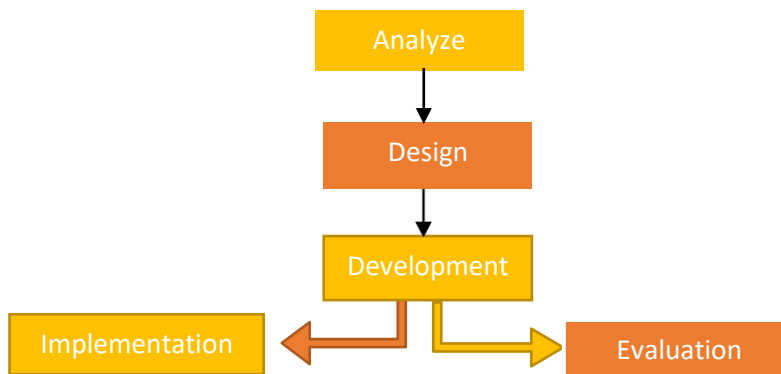 Analyze
Design
Development
Implementation
Evaluation